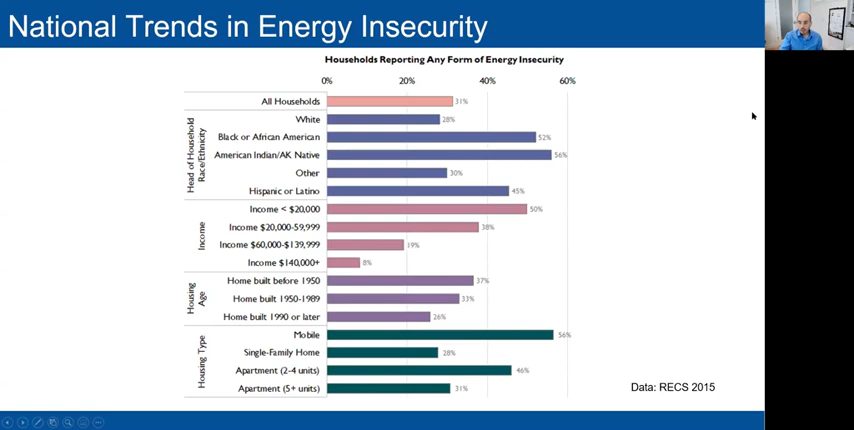 National Trends in Energy Insecurity
Households Reporting Any Form of Energy Insecurity
0% 20% 40% 60%
All Households 31%
Head of Household
Race/Ethnicity
White 28%
Black or African American 52%
American Indian/AK Native 56%
Other 30%
Hispanic or Latino 45%
Income
Income < $20,000 50%
Income $20,000-59,999 38%
Income $60,000-$139,999 19%
Income $140,000+ 8%
Housing
Age
Home built before 1950 37%
Home built 1950-1989 33%
Home built 1990 or later 26%
Housing Type
Mobile 56%
Single-Family Home 28%
Apartment (2-4 units) 46%
Apartment (5+ units) 31%
Data: RECS 2015